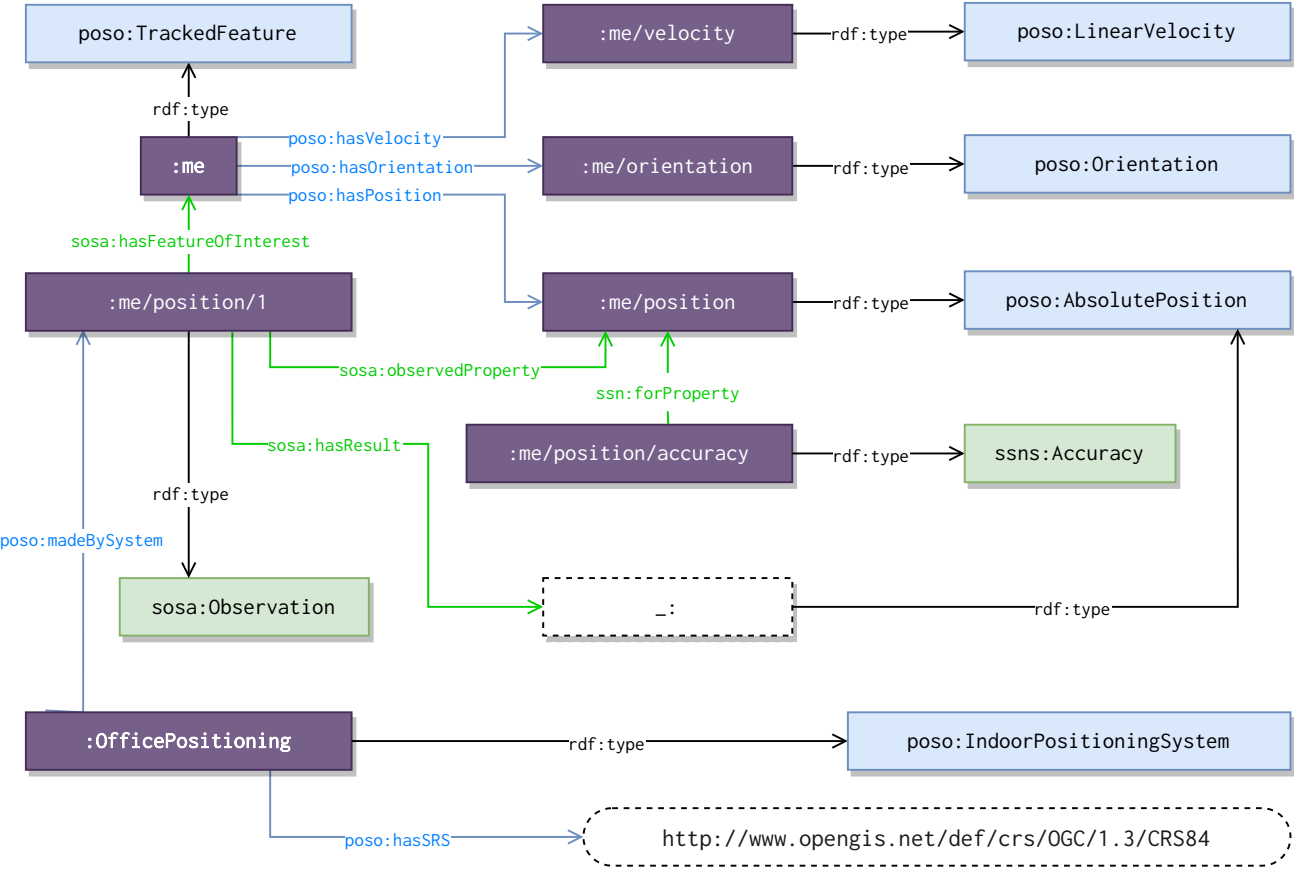 poso:TrackedFeature
:me/velocity
rdf:type
poso:LinearVelocity
rdf:type
poso:hasVelocity
:me
poso:hasOrientation
:me/orientation
rdf:type
poso:Orientation
poso:hasPosition
sosa:hasFeatureOfInterest
:me/position/1
:me/position
rdf:type
poso:AbsolutePosition
sosa:observedProperty
ssn:forProperty
sosa:hasResult
:me/position/accuracy
rdf:type
ssns:Accuracy
rdf:type
poso:madeBySystem
sosa:Observation
_:
rdf:type
:OfficePositioning
rdf:type
poso:IndoorPositioningSystem
poso:hasSRS
http://www.opengis.net/def/crs/OGC/1.3/CRS84